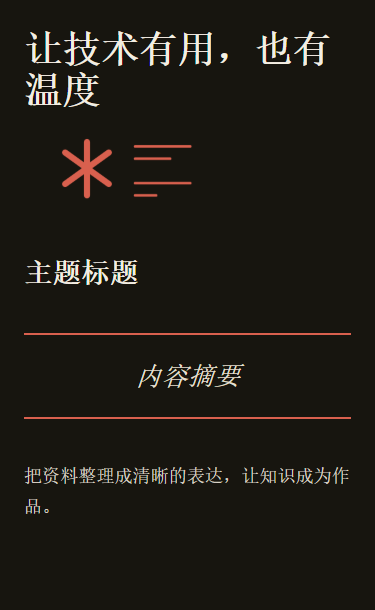 让技术有用，也有
温度
主题标题
内容摘要
把资料整理成清晰的表达，让知识成为作
品。